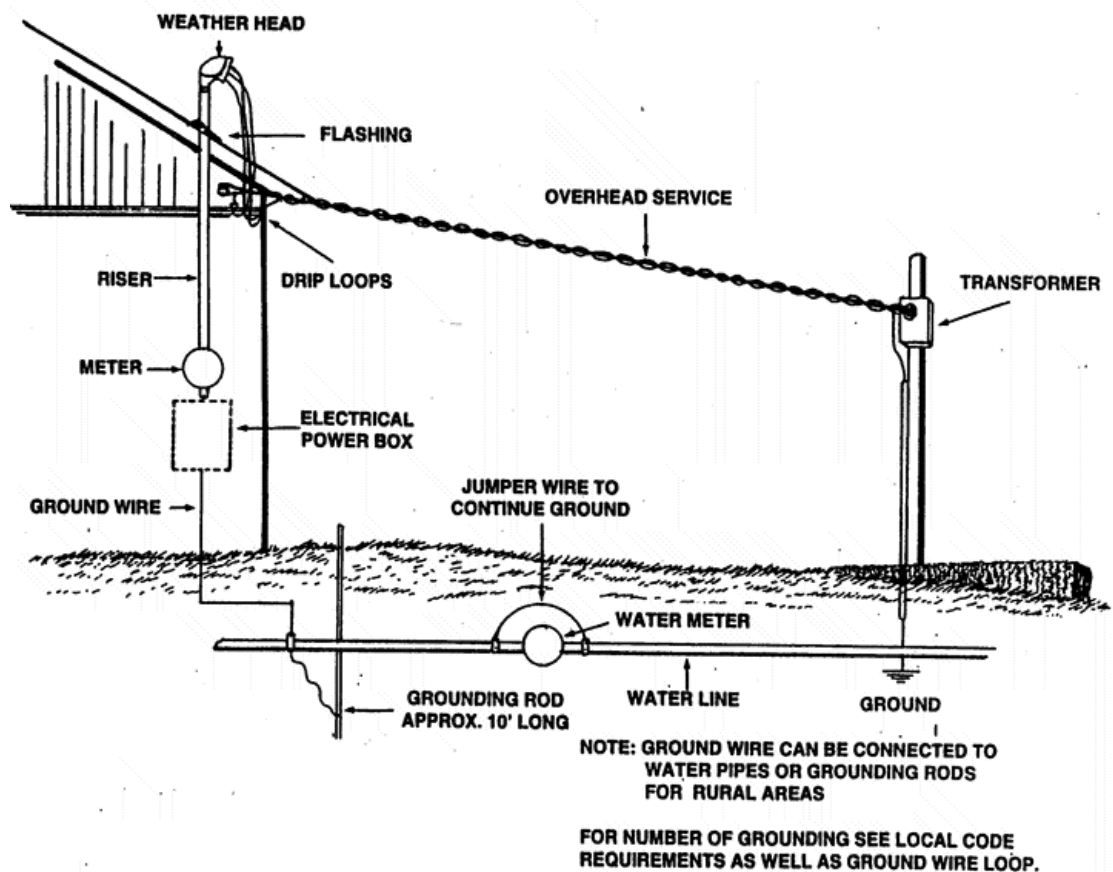 WEATHER HEAD
FLASHING
OVERHEAD SERVICE
TRANSFORMER
RISER
DRIP LOOPS
METER
ELECTRICAL
POWER BOX
GROUND WIRE
JUMPER WIRE TO
CONTINUE GROUND
WATER METER
GROUNDING ROD
APPROX. 10' LONG
WATER LINE
GROUND
NOTE: GROUND WIRE CAN BE CONNECTED TO
WATER PIPES OR GROUNDING RODS
FOR RURAL AREAS
FOR NUMBER OF GROUNDING SEE LOCAL CODE
REQUIREMENTS AS WELL AS GROUND WIRE LOOP.